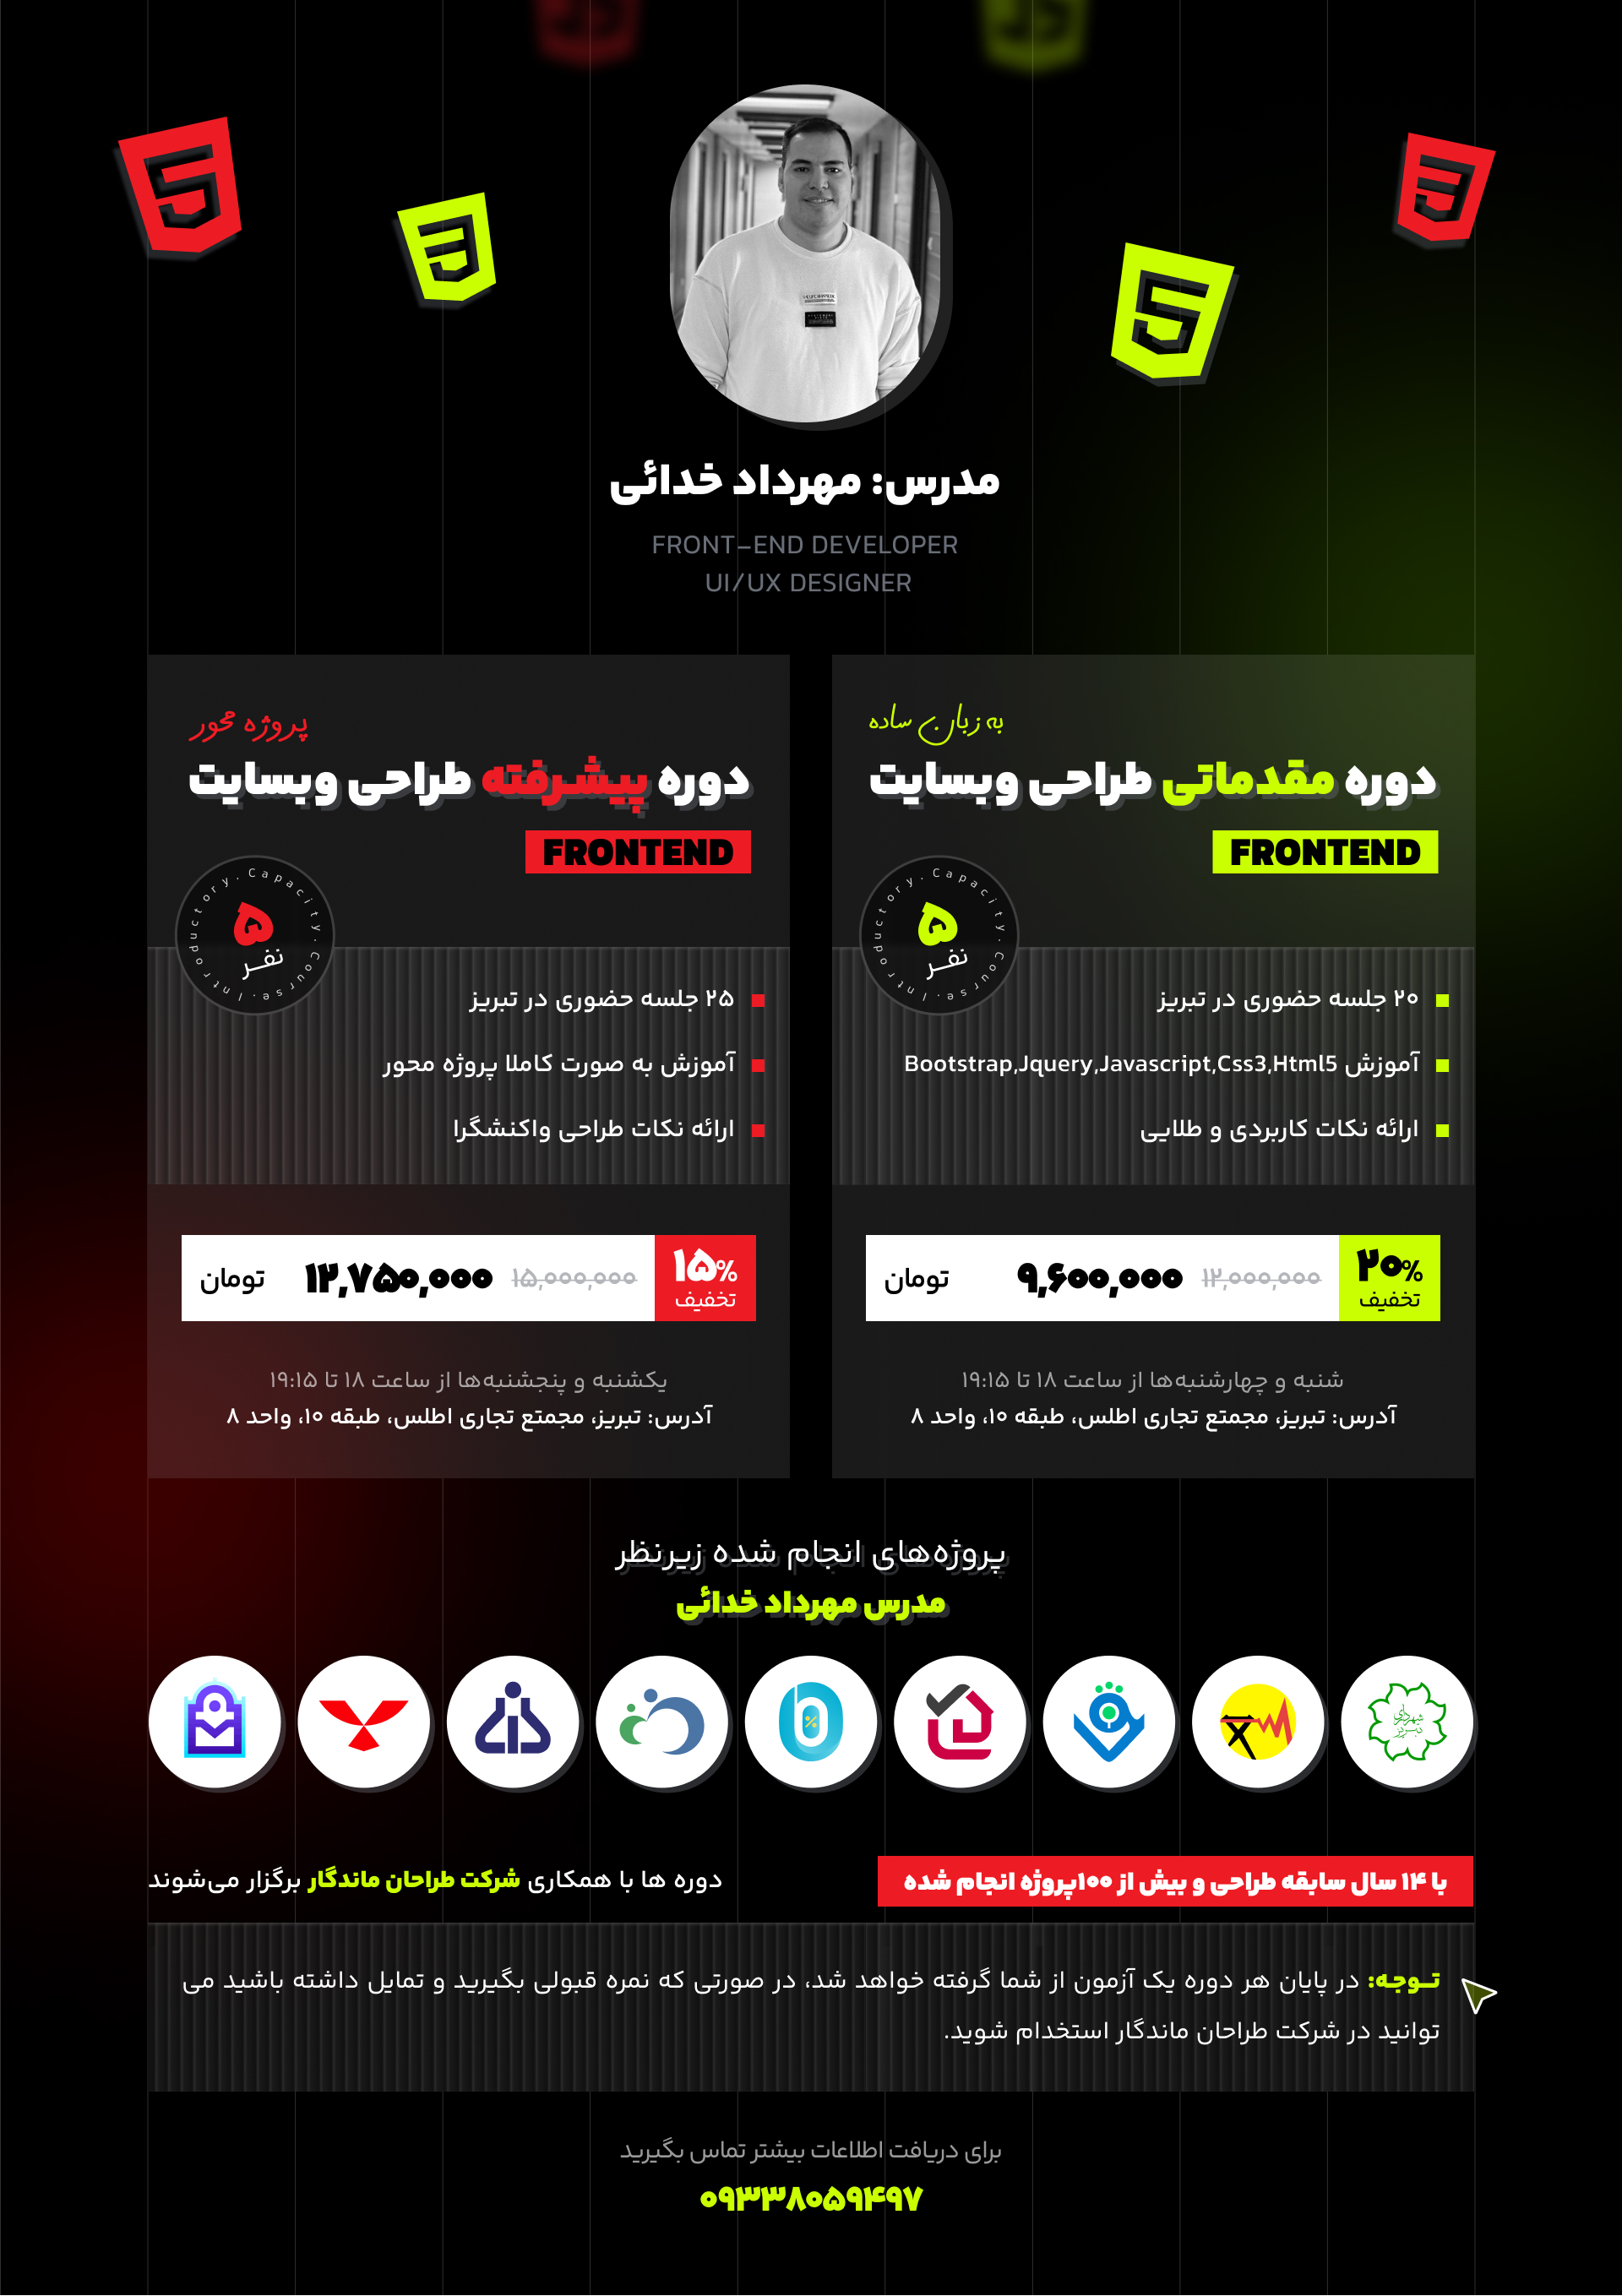 مدرس: مهرداد خدائی
FRONT-END DEVELOPER
UI/UX DESIGNER
به زبان ساده
دوره مقدماتی طراحی وبسایت
FRONTEND
Capacity. Course. Introductory.
۵
نفـر
۲۰ جلسه حضوری در تبریز
آموزش Bootstrap,Jquery,Javascript,Css3,Html5
ارائه نکات کاربردی و طلایی
۲۰%
تخفیف
۱۲,۰۰۰,۰۰۰ ۹,۶۰۰,۰۰۰ تومان
شنبه و چهارشنبه‌ها از ساعت ۱۸ تا ۱۹:۱۵
آدرس: تبریز، مجمتع تجاری اطلس، طبقه ۱۰، واحد ۸
پروژه محور
دوره پیشرفته طراحی وبسایت
FRONTEND
Capacity. Course. Introductory.
۵
نفـر
۲۵ جلسه حضوری در تبریز
آموزش به صورت کاملا پروژه محور
ارائه نکات طراحی واکنشگرا
۱۵%
تخفیف
۱۵,۰۰۰,۰۰۰ ۱۲,۷۵۰,۰۰۰ تومان
یکشنبه و پنجشنبه‌ها از ساعت ۱۸ تا ۱۹:۱۵
آدرس: تبریز، مجمتع تجاری اطلس، طبقه ۱۰، واحد ۸
پروژه‌های انجام شده زیرنظر
مدرس مهرداد خدائی
شهرداری
تبریز
با ۱۴ سال سابقه طراحی و بیش از ۱۰۰پروژه انجام شده
دوره ها با همکاری شرکت طراحان ماندگار برگزار می‌شوند
تـوجه: در پایان هر دوره یک آزمون از شما گرفته خواهد شد، در صورتی که نمره قبولی بگیرید و تمایل داشته باشید می
توانید در شرکت طراحان ماندگار استخدام شوید.
برای دریافت اطلاعات بیشتر تماس بگیرید
۰۹۳۳۸۰۵۹۴۹۷